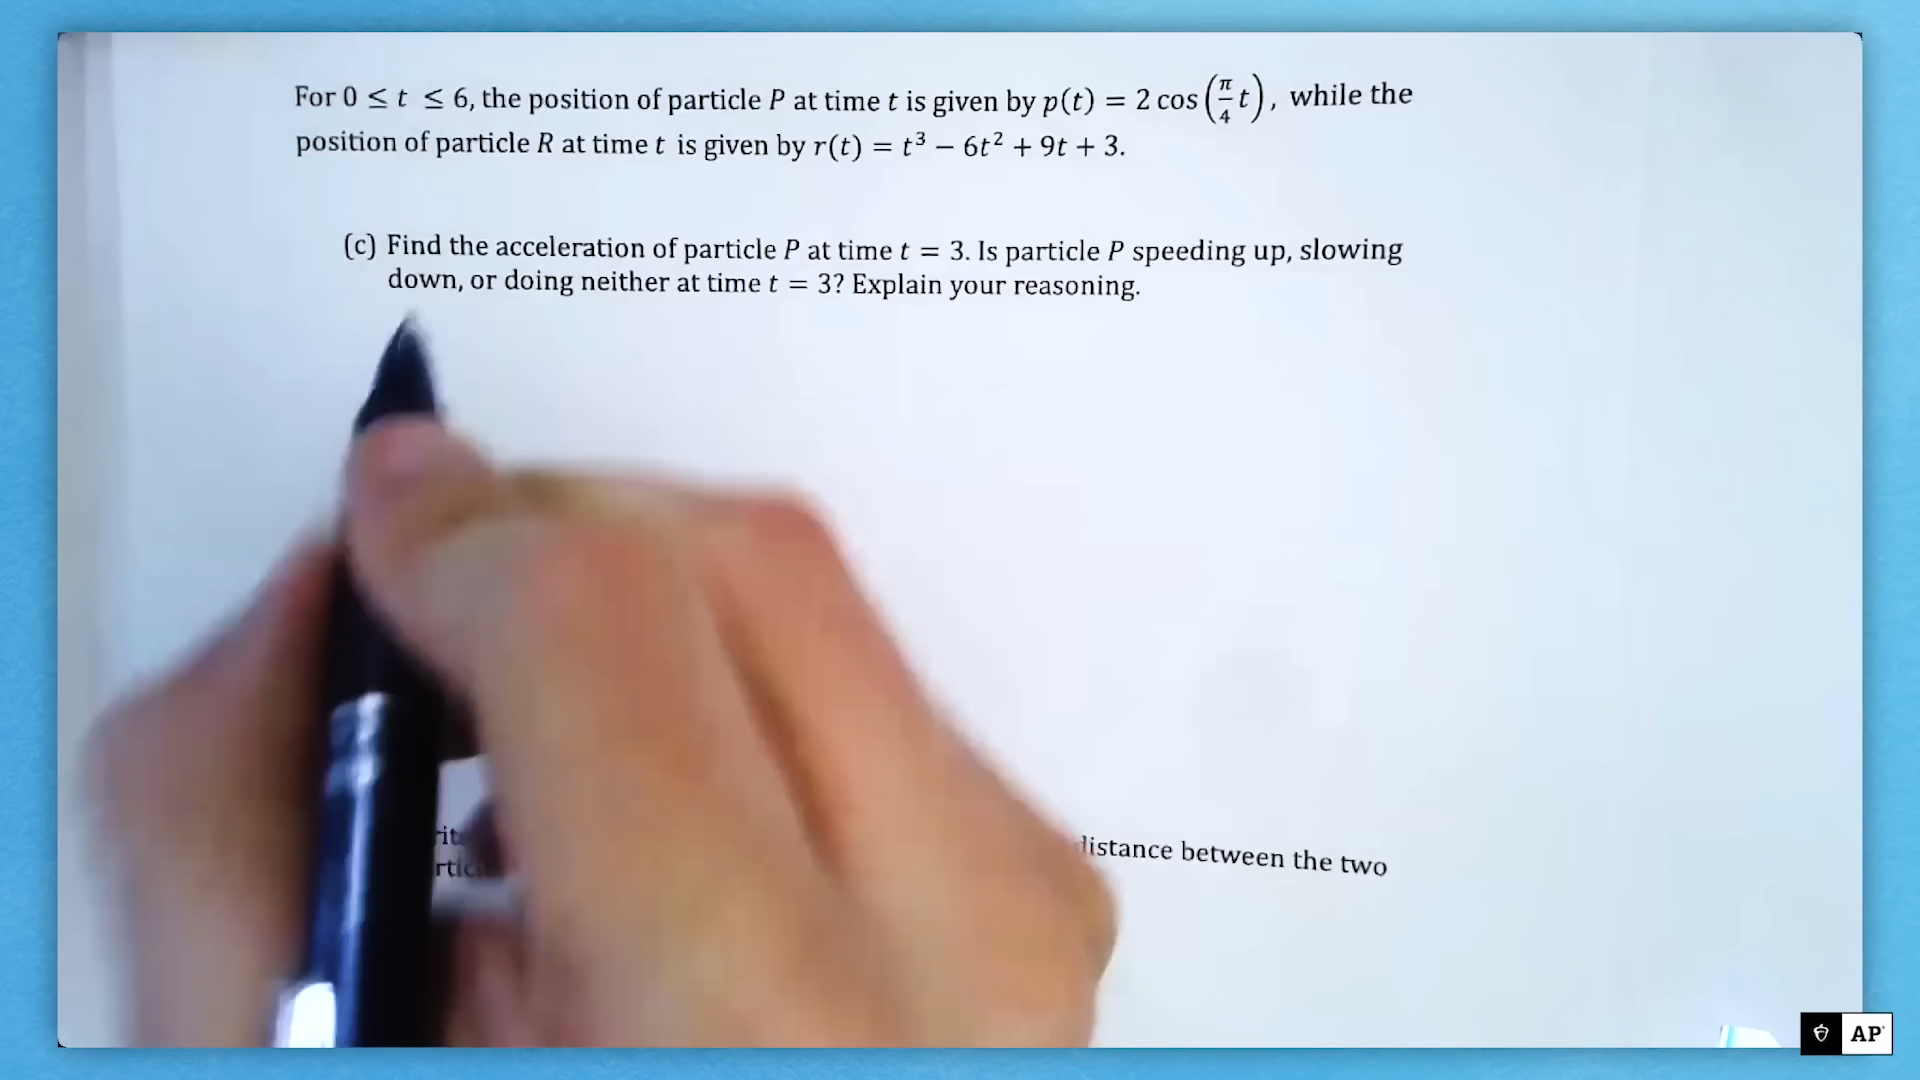 For 0 ≤ t ≤ 6, the position of particle P at time t is given by p(t) = 2 cos(π/4 t), while the
position of particle R at time t is given by r(t) = t³ − 6t² + 9t + 3.
(c) Find the acceleration of particle P at time t = 3. Is particle P speeding up, slowing
down, or doing neither at time t = 3? Explain your reasoning.
distance between the two
AP